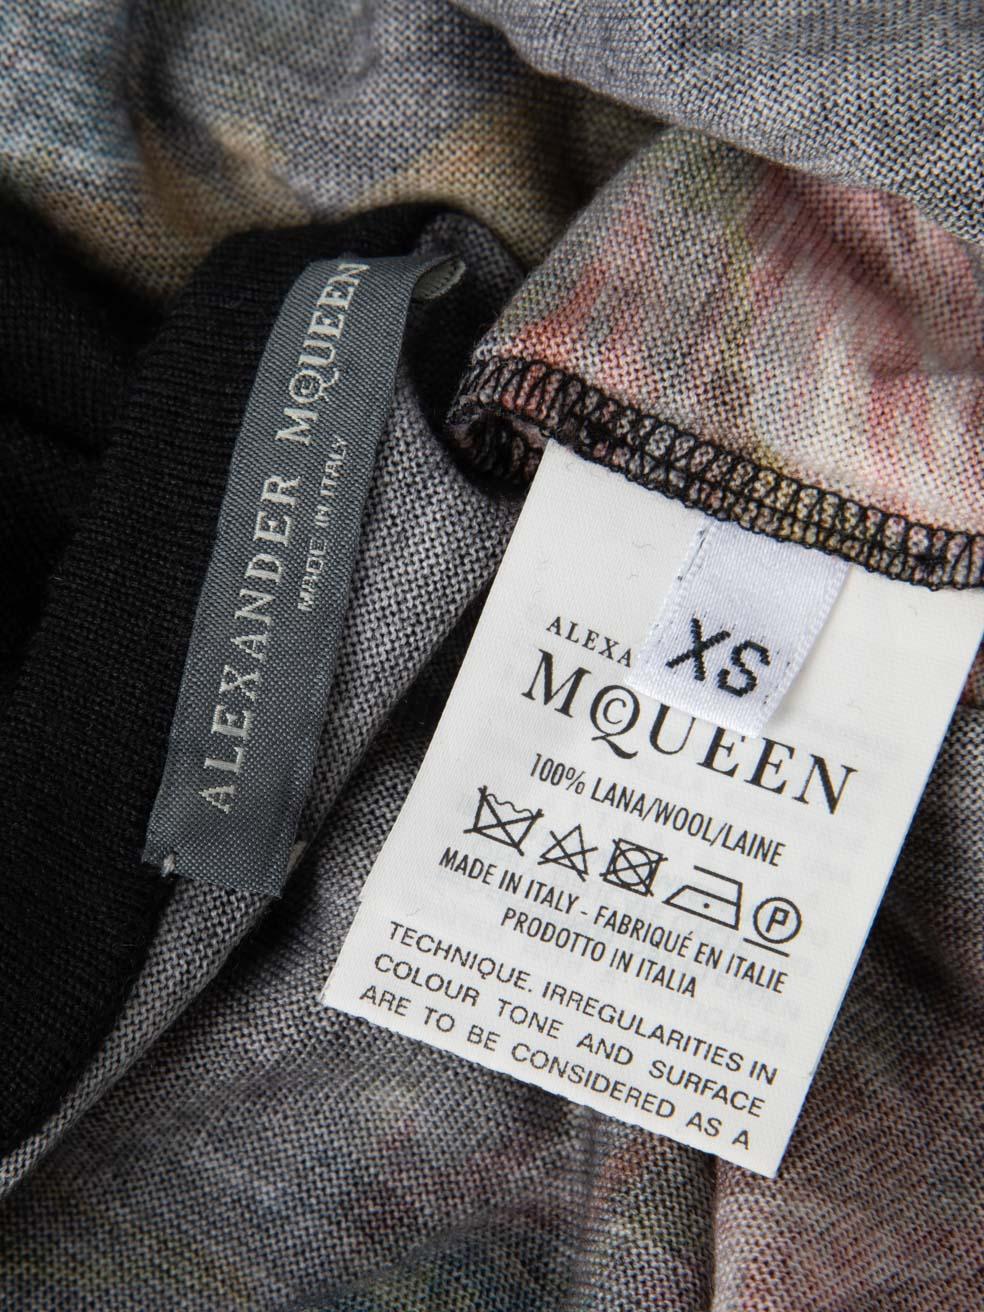 ALEXANDER MCQUEEN
MADE IN ITALY
XS
ALEXA
MCQUEEN
100% LANA/WOOL/LAINE
P
MADE IN ITALY - FABRIQUÉ EN ITALIE
PRODOTTO IN ITALIA
TECHNIQUE. IRREGULARITIES IN
COLOUR TONE AND SURFACE
ARE TO BE CONSIDERED AS A